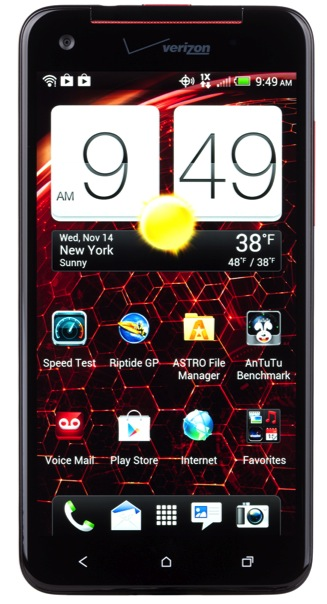 verizon
1X
9:49 AM
AM 9 49
Wed, Nov 14
New York
Sunny
38°F
48°F / 38°F
Speed Test
Riptide GP
ASTRO File Manager
AnTuTu Benchmark
Voice Mail
Play Store
Internet
Favorites